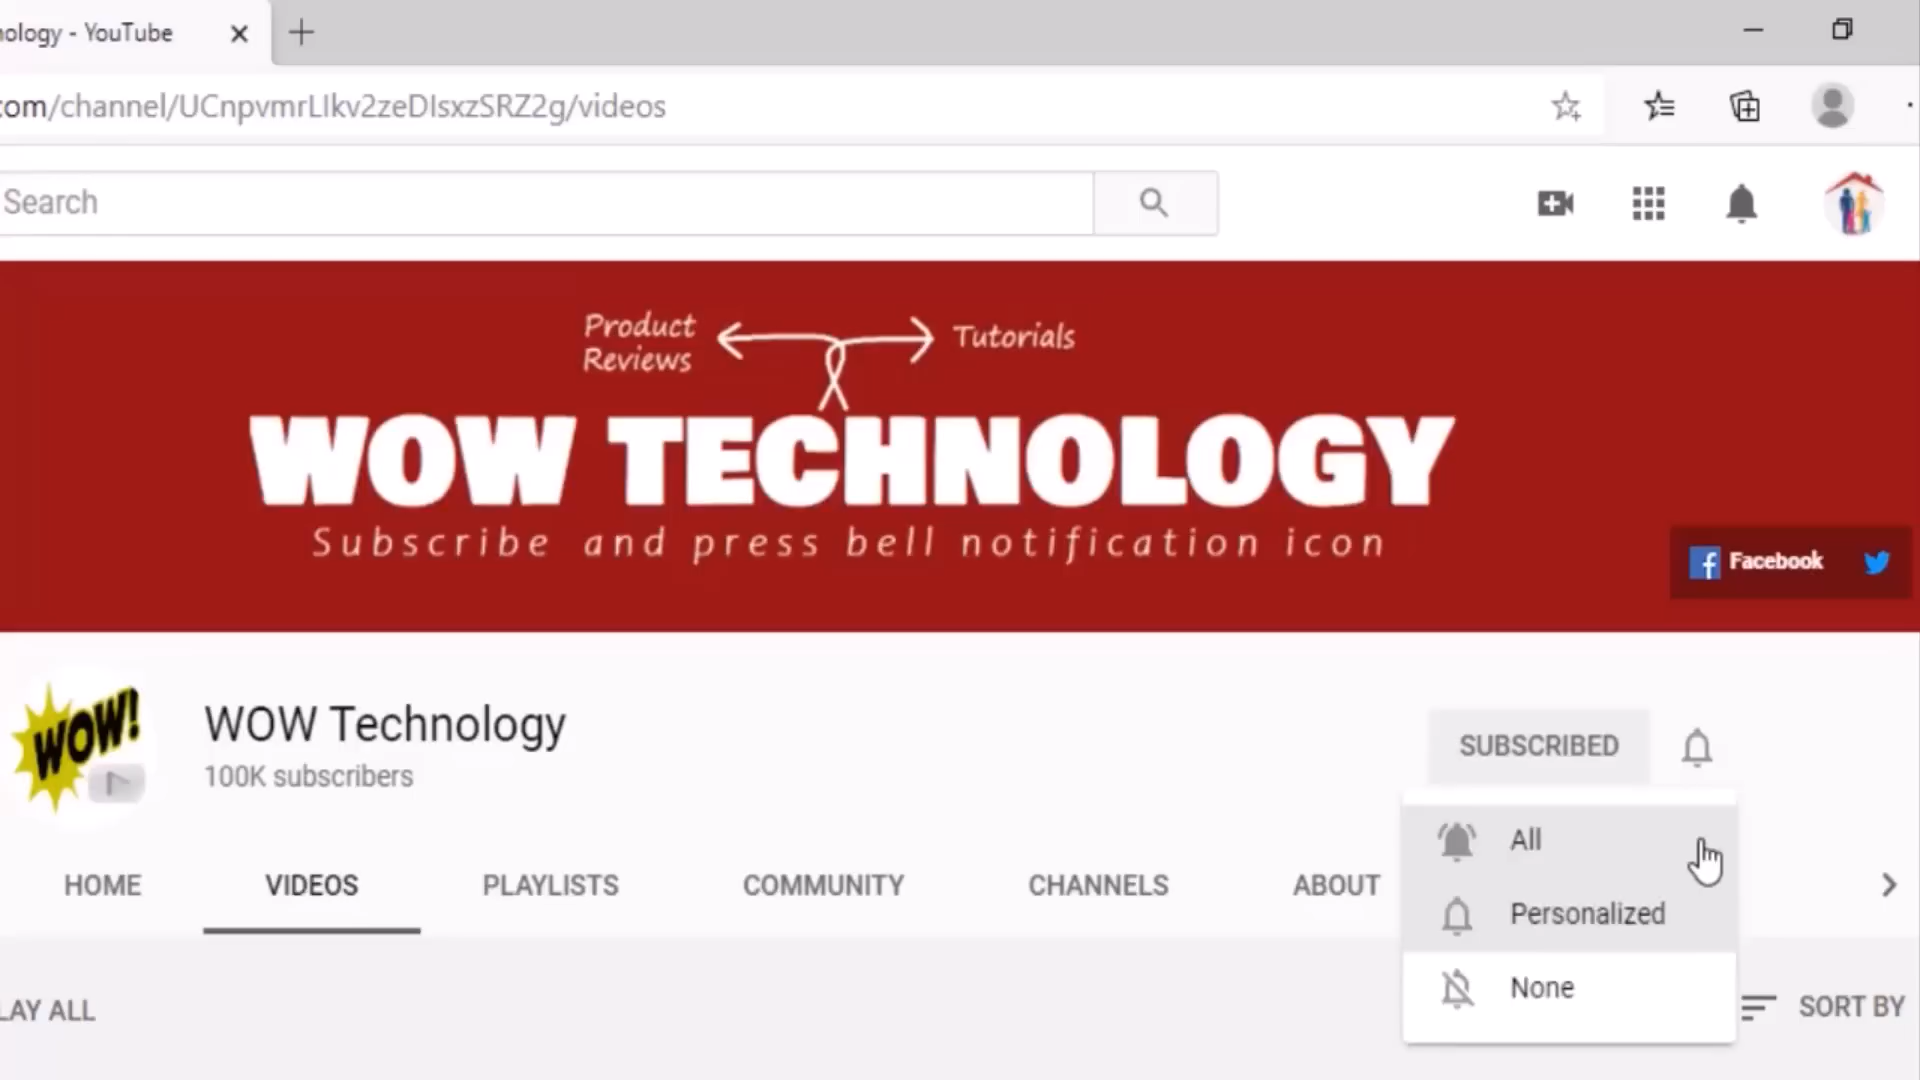 nology - YouTube
com/channel/UCnpvmrLIkv2zeDIsxzSRZ2g/videos
Search
Product
Reviews
Tutorials
WOW TECHNOLOGY
Subscribe and press bell notification icon
Facebook
WOW!
WOW Technology
100K subscribers
SUBSCRIBED
HOME
VIDEOS
PLAYLISTS
COMMUNITY
CHANNELS
ABOUT
All
Personalized
None
LAY ALL
SORT BY